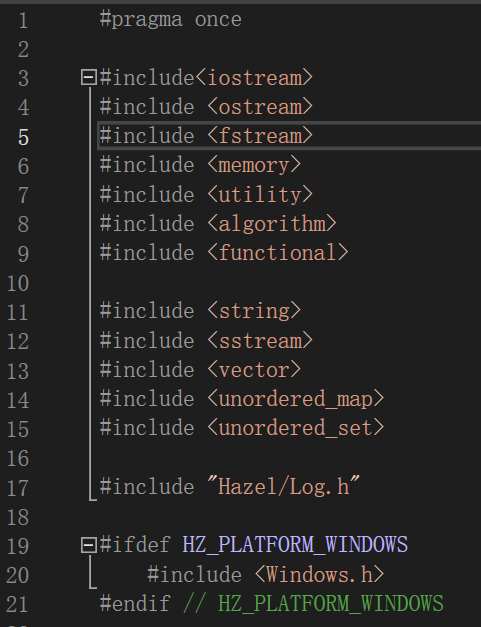 1 #pragma once
2
3 #include<iostream>
4 #include <ostream>
5 #include <fstream>
6 #include <memory>
7 #include <utility>
8 #include <algorithm>
9 #include <functional>
10
11 #include <string>
12 #include <sstream>
13 #include <vector>
14 #include <unordered_map>
15 #include <unordered_set>
16
17 #include "Hazel/Log.h"
18
19 #ifdef HZ_PLATFORM_WINDOWS
20     #include <Windows.h>
21 #endif // HZ_PLATFORM_WINDOWS